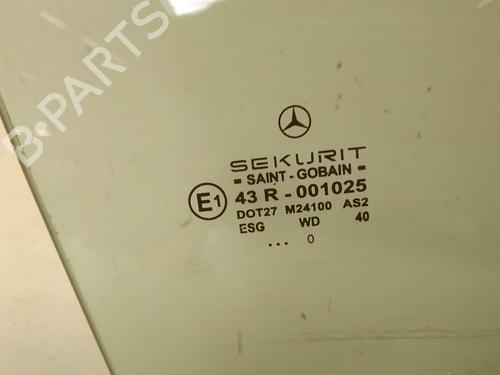 B-PARTS
SEKURIT
= SAINT - GOBAIN =
E1 43 R - 001025
DOT27 M24100 AS2
ESG WD 40
... 0